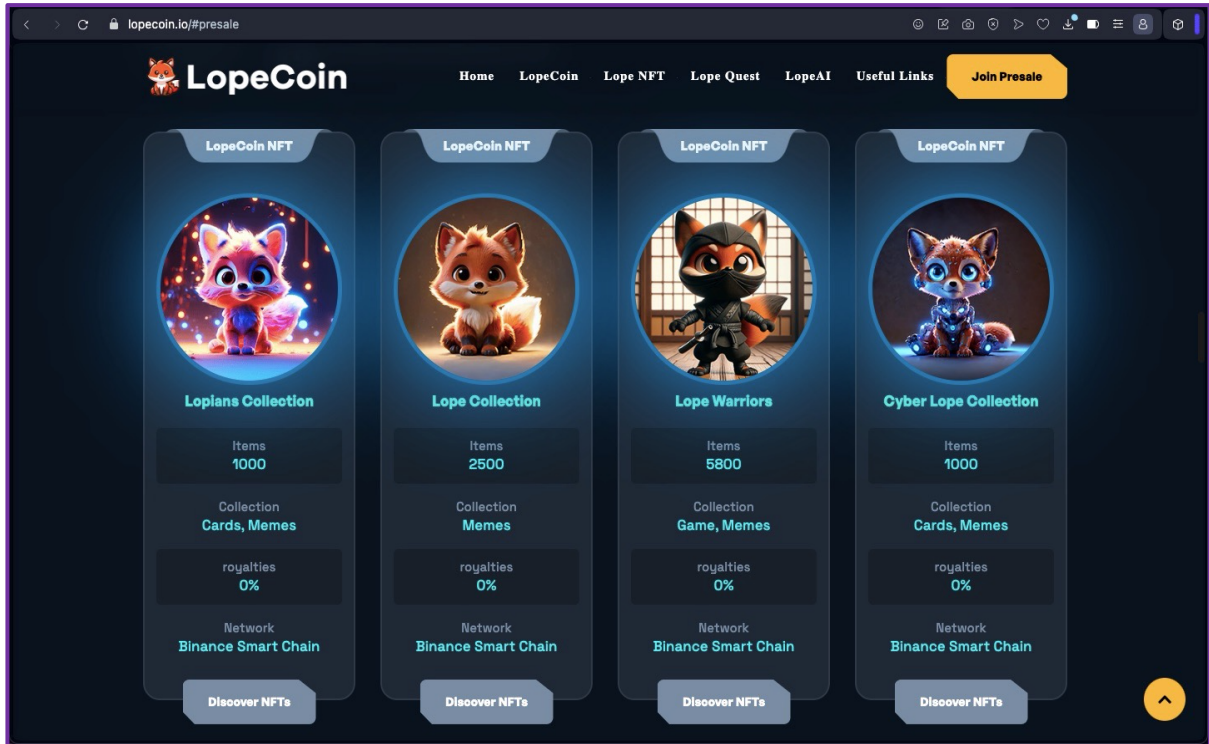 lopecoin.io/#presale
LopeCoin
Home LopeCoin Lope NFT Lope Quest LopeAI Useful Links Join Presale
LopeCoin NFT
Lopians Collection
Items
1000
Collection
Cards, Memes
royalties
0%
Network
Binance Smart Chain
Discover NFTs
LopeCoin NFT
Lope Collection
Items
2500
Collection
Memes
royalties
0%
Network
Binance Smart Chain
Discover NFTs
LopeCoin NFT
Lope Warriors
Items
5800
Collection
Game, Memes
royalties
0%
Network
Binance Smart Chain
Discover NFTs
LopeCoin NFT
Cyber Lope Collection
Items
1000
Collection
Cards, Memes
royalties
0%
Network
Binance Smart Chain
Discover NFTs